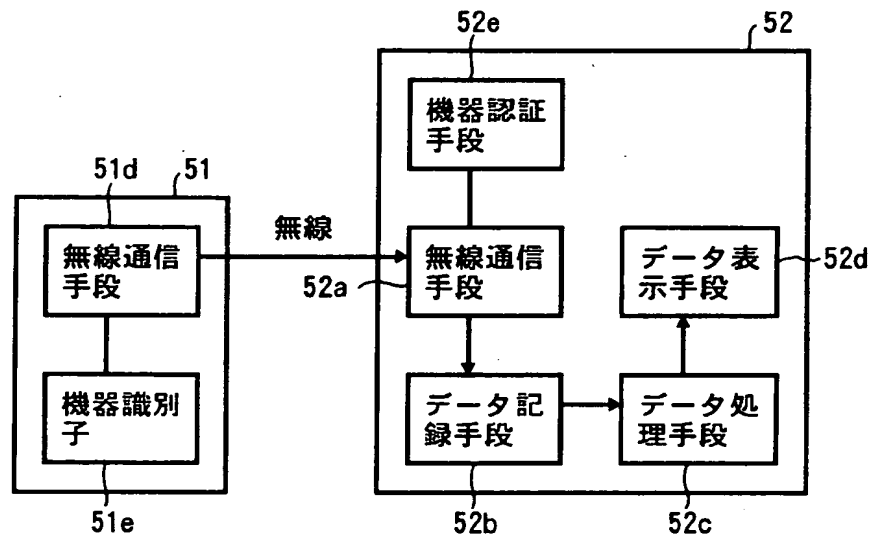 52e
52
機器認証
手段
51d
51
無線通信
手段
無線
52a
無線通信
手段
データ表
示手段
52d
機器識別
子
データ記
録手段
データ処
理手段
51e
52b
52c